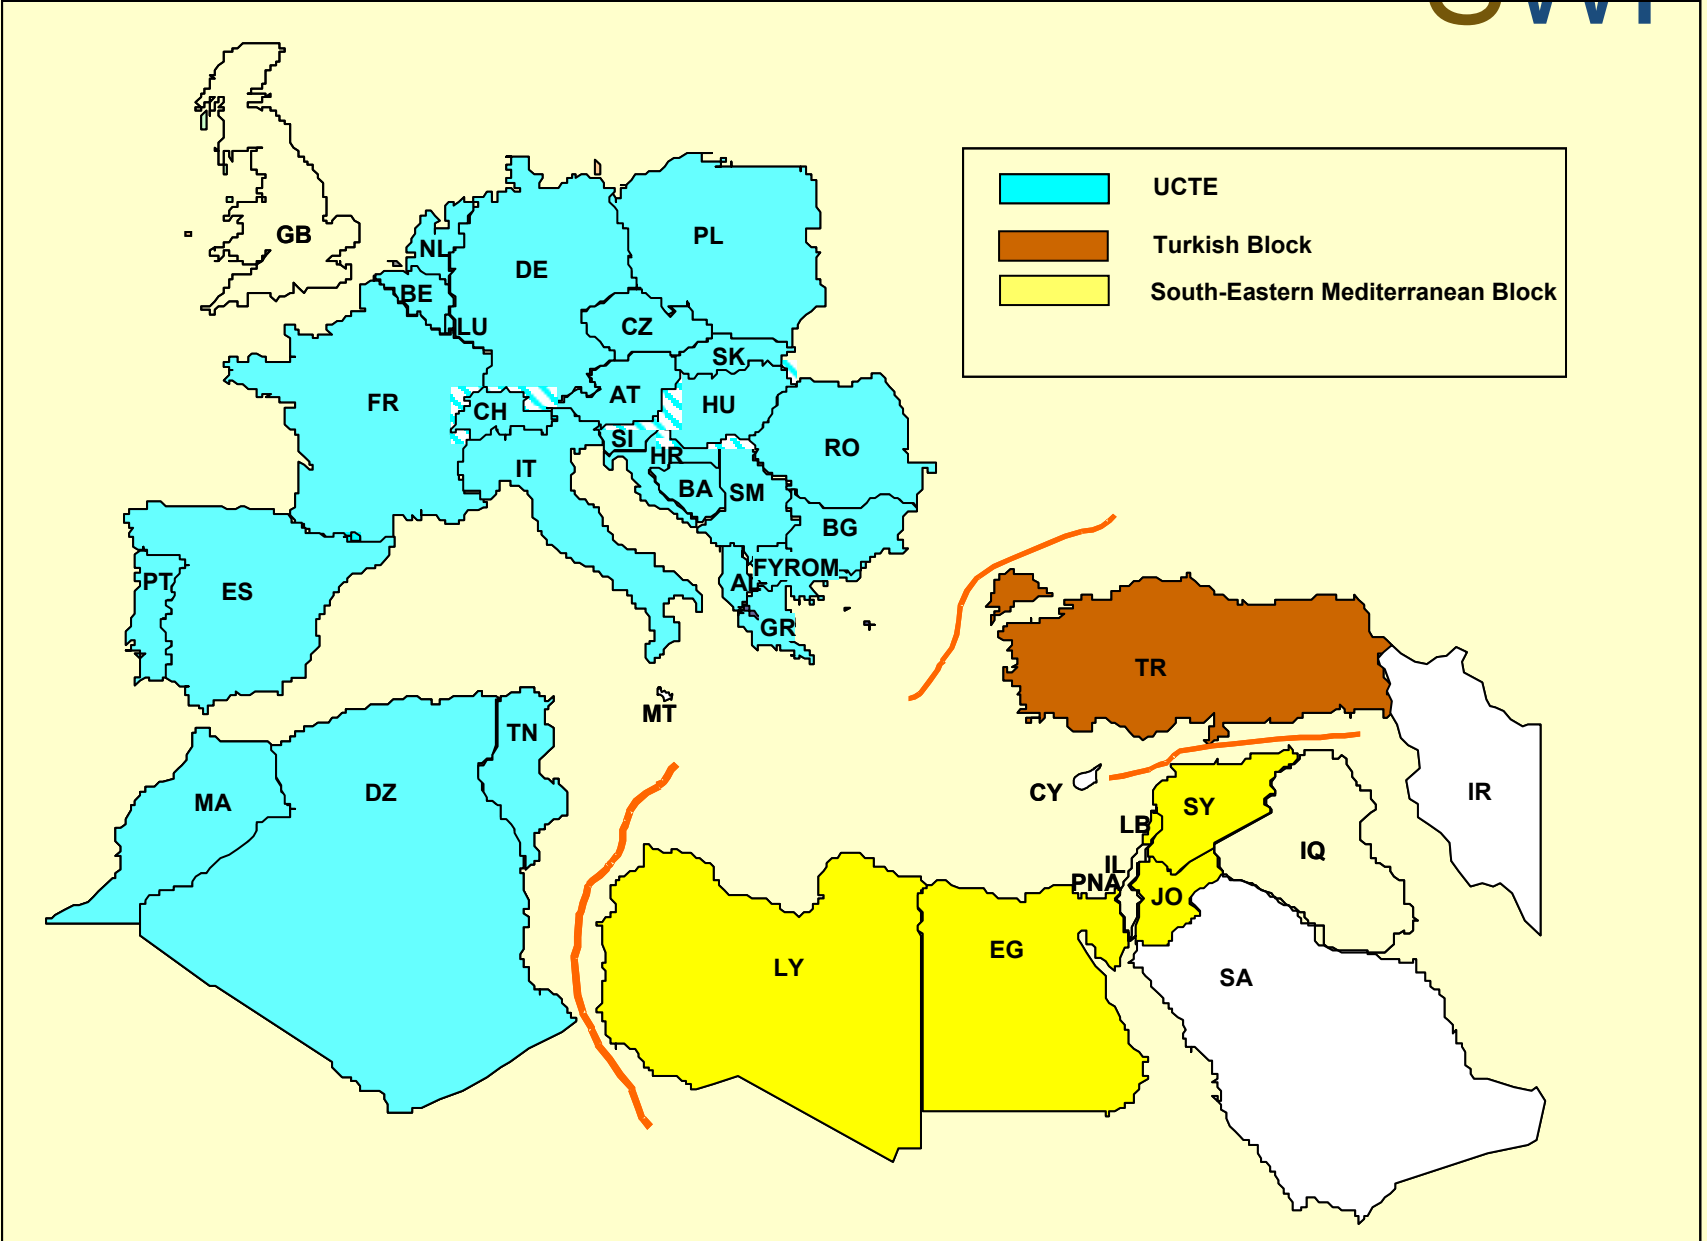 GB
UCTE
NL
PL
Turkish Block
DE
BE
South-Eastern Mediterranean Block
LU
CZ
SK
FR
CH
AT
HU
SI
RO
HR
IT
BA
SM
BG
PT
ES
AL
FYROM
GR
TR
MT
TN
MA
DZ
CY
SY
IR
LB
IQ
IL
PNA
JO
LY
EG
SA